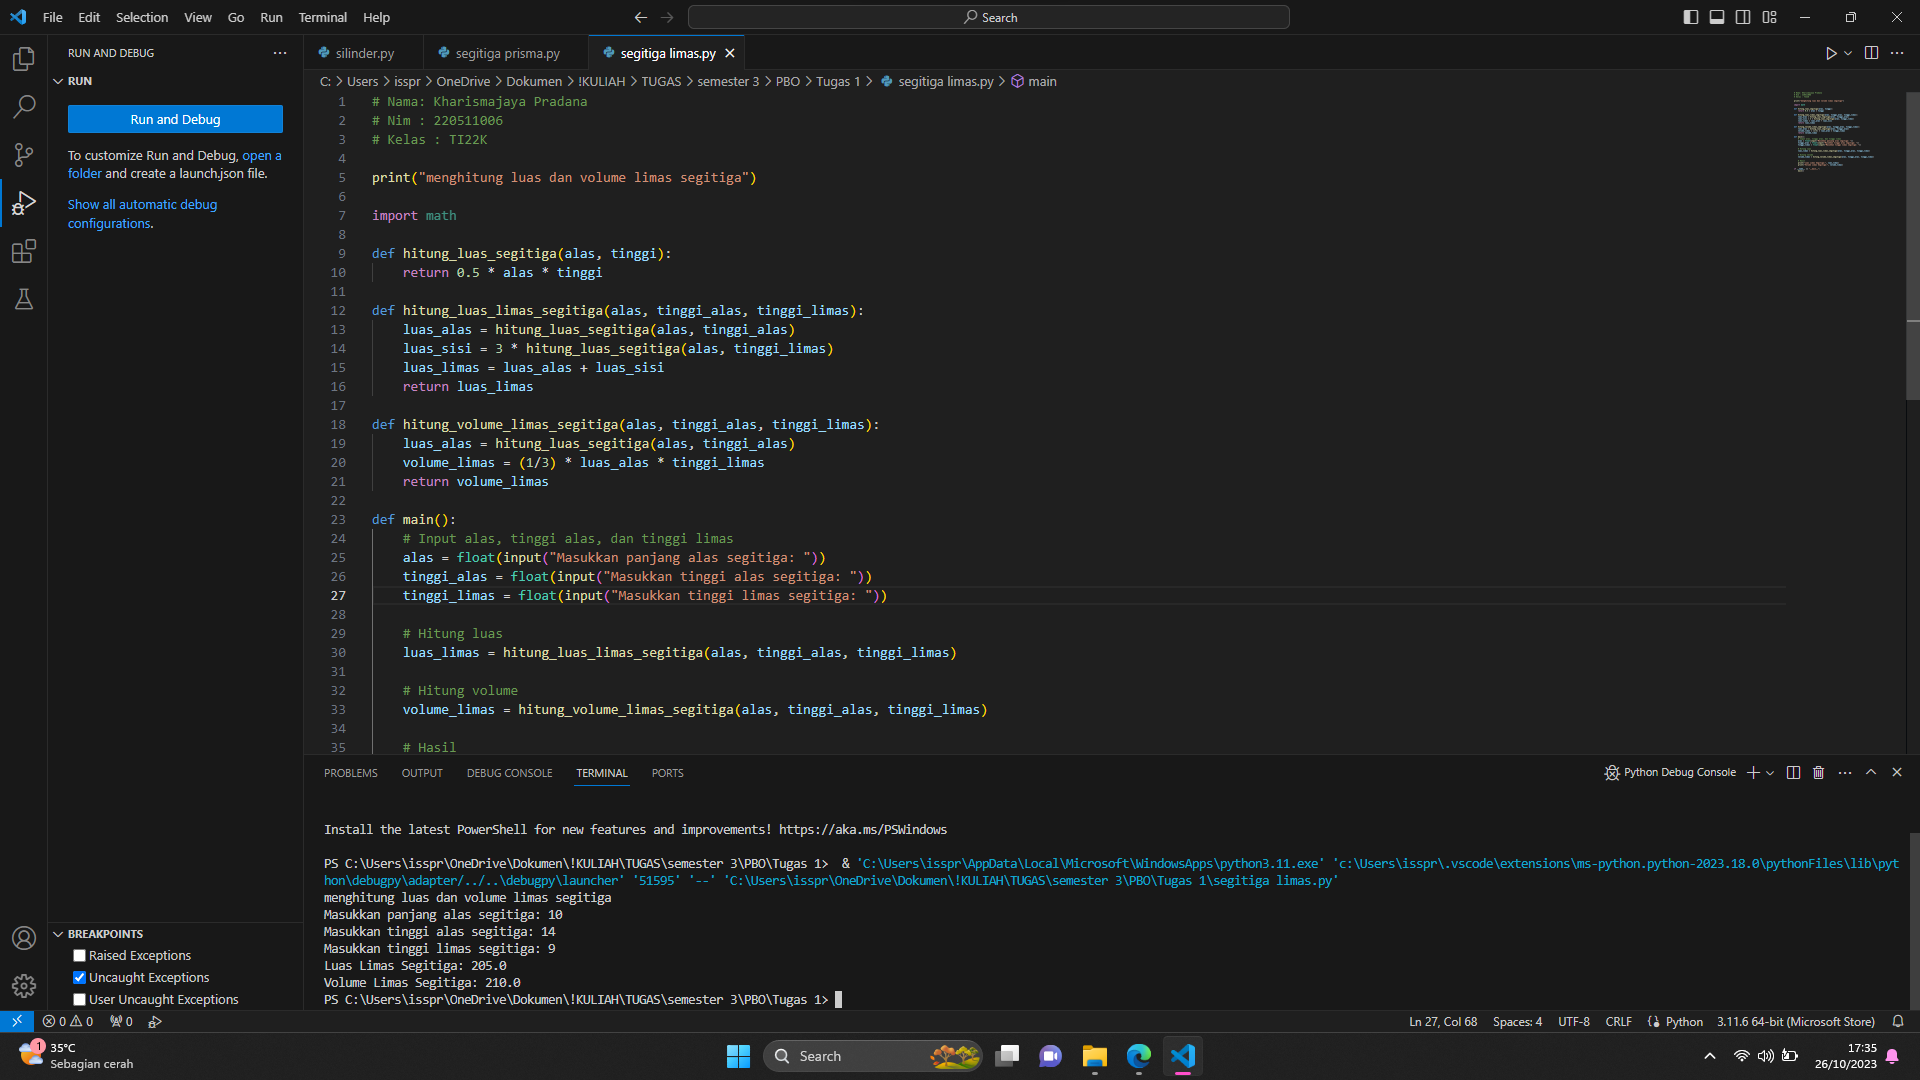 File Edit Selection View Go Run Terminal Help
Search
RUN AND DEBUG
RUN
Run and Debug
To customize Run and Debug, open a
folder and create a launch.json file.
Show all automatic debug
configurations.
silinder.py
segitiga prisma.py
segitiga limas.py
C: > Users > isspr > OneDrive > Dokumen > !KULIAH > TUGAS > semester 3 > PBO > Tugas 1 > segitiga limas.py > main
1 # Nama: Kharismajaya Pradana
2 # Nim : 220511006
3 # Kelas : TI22K
4
5 print("menghitung luas dan volume limas segitiga")
6
7 import math
8
9 def hitung_luas_segitiga(alas, tinggi):
10     return 0.5 * alas * tinggi
11
12 def hitung_luas_limas_segitiga(alas, tinggi_alas, tinggi_limas):
13     luas_alas = hitung_luas_segitiga(alas, tinggi_alas)
14     luas_sisi = 3 * hitung_luas_segitiga(alas, tinggi_limas)
15     luas_limas = luas_alas + luas_sisi
16     return luas_limas
17
18 def hitung_volume_limas_segitiga(alas, tinggi_alas, tinggi_limas):
19     luas_alas = hitung_luas_segitiga(alas, tinggi_alas)
20     volume_limas = (1/3) * luas_alas * tinggi_limas
21     return volume_limas
22
23 def main():
24     # Input alas, tinggi alas, dan tinggi limas
25     alas = float(input("Masukkan panjang alas segitiga: "))
26     tinggi_alas = float(input("Masukkan tinggi alas segitiga: "))
27     tinggi_limas = float(input("Masukkan tinggi limas segitiga: "))
28
29     # Hitung luas
30     luas_limas = hitung_luas_limas_segitiga(alas, tinggi_alas, tinggi_limas)
31
32     # Hitung volume
33     volume_limas = hitung_volume_limas_segitiga(alas, tinggi_alas, tinggi_limas)
34
35     # Hasil
PROBLEMS OUTPUT DEBUG CONSOLE TERMINAL PORTS
Python Debug Console
Install the latest PowerShell for new features and improvements! https://aka.ms/PSWindows
PS C:\Users\isspr\OneDrive\Dokumen\!KULIAH\TUGAS\semester 3\PBO\Tugas 1>  & 'C:\Users\isspr\AppData\Local\Microsoft\WindowsApps\python3.11.exe' 'c:\Users\isspr\.vscode\extensions\ms-python.python-2023.18.0\pythonFiles\lib\pyt
hon\debugpy\adapter/../..\debugpy\launcher' '51595' '--' 'C:\Users\isspr\OneDrive\Dokumen\!KULIAH\TUGAS\semester 3\PBO\Tugas 1\segitiga limas.py'
menghitung luas dan volume limas segitiga
Masukkan panjang alas segitiga: 10
Masukkan tinggi alas segitiga: 14
Masukkan tinggi limas segitiga: 9
Luas Limas Segitiga: 205.0
Volume Limas Segitiga: 210.0
PS C:\Users\isspr\OneDrive\Dokumen\!KULIAH\TUGAS\semester 3\PBO\Tugas 1>
BREAKPOINTS
Raised Exceptions
Uncaught Exceptions
User Uncaught Exceptions
0 0 0
Ln 27, Col 68 Spaces: 4 UTF-8 CRLF Python 3.11.6 64-bit (Microsoft Store)
1
35°C
Sebagian cerah
Search
17:35
26/10/2023